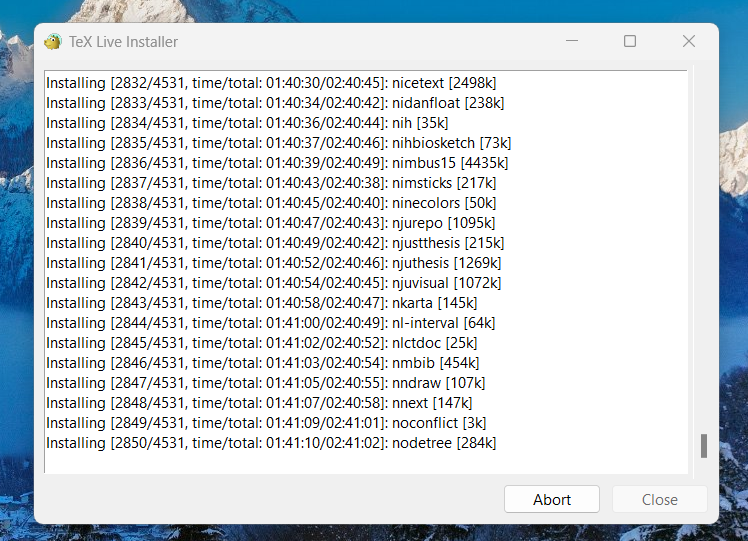 TeX Live Installer
Installing [2832/4531, time/total: 01:40:30/02:40:45]: nicetext [2498k]
Installing [2833/4531, time/total: 01:40:34/02:40:42]: nidanfloat [238k]
Installing [2834/4531, time/total: 01:40:36/02:40:44]: nih [35k]
Installing [2835/4531, time/total: 01:40:37/02:40:46]: nihbiosketch [73k]
Installing [2836/4531, time/total: 01:40:39/02:40:49]: nimbus15 [4435k]
Installing [2837/4531, time/total: 01:40:43/02:40:38]: nimsticks [217k]
Installing [2838/4531, time/total: 01:40:45/02:40:40]: ninecolors [50k]
Installing [2839/4531, time/total: 01:40:47/02:40:43]: njurepo [1095k]
Installing [2840/4531, time/total: 01:40:49/02:40:42]: njustthesis [215k]
Installing [2841/4531, time/total: 01:40:52/02:40:46]: njuthesis [1269k]
Installing [2842/4531, time/total: 01:40:54/02:40:45]: njuvisual [1072k]
Installing [2843/4531, time/total: 01:40:58/02:40:47]: nkarta [145k]
Installing [2844/4531, time/total: 01:41:00/02:40:49]: nl-interval [64k]
Installing [2845/4531, time/total: 01:41:02/02:40:52]: nlctdoc [25k]
Installing [2846/4531, time/total: 01:41:03/02:40:54]: nmbib [454k]
Installing [2847/4531, time/total: 01:41:05/02:40:55]: nndraw [107k]
Installing [2848/4531, time/total: 01:41:07/02:40:58]: nnext [147k]
Installing [2849/4531, time/total: 01:41:09/02:41:01]: noconflict [3k]
Installing [2850/4531, time/total: 01:41:10/02:41:02]: nodetree [284k]
Abort Close